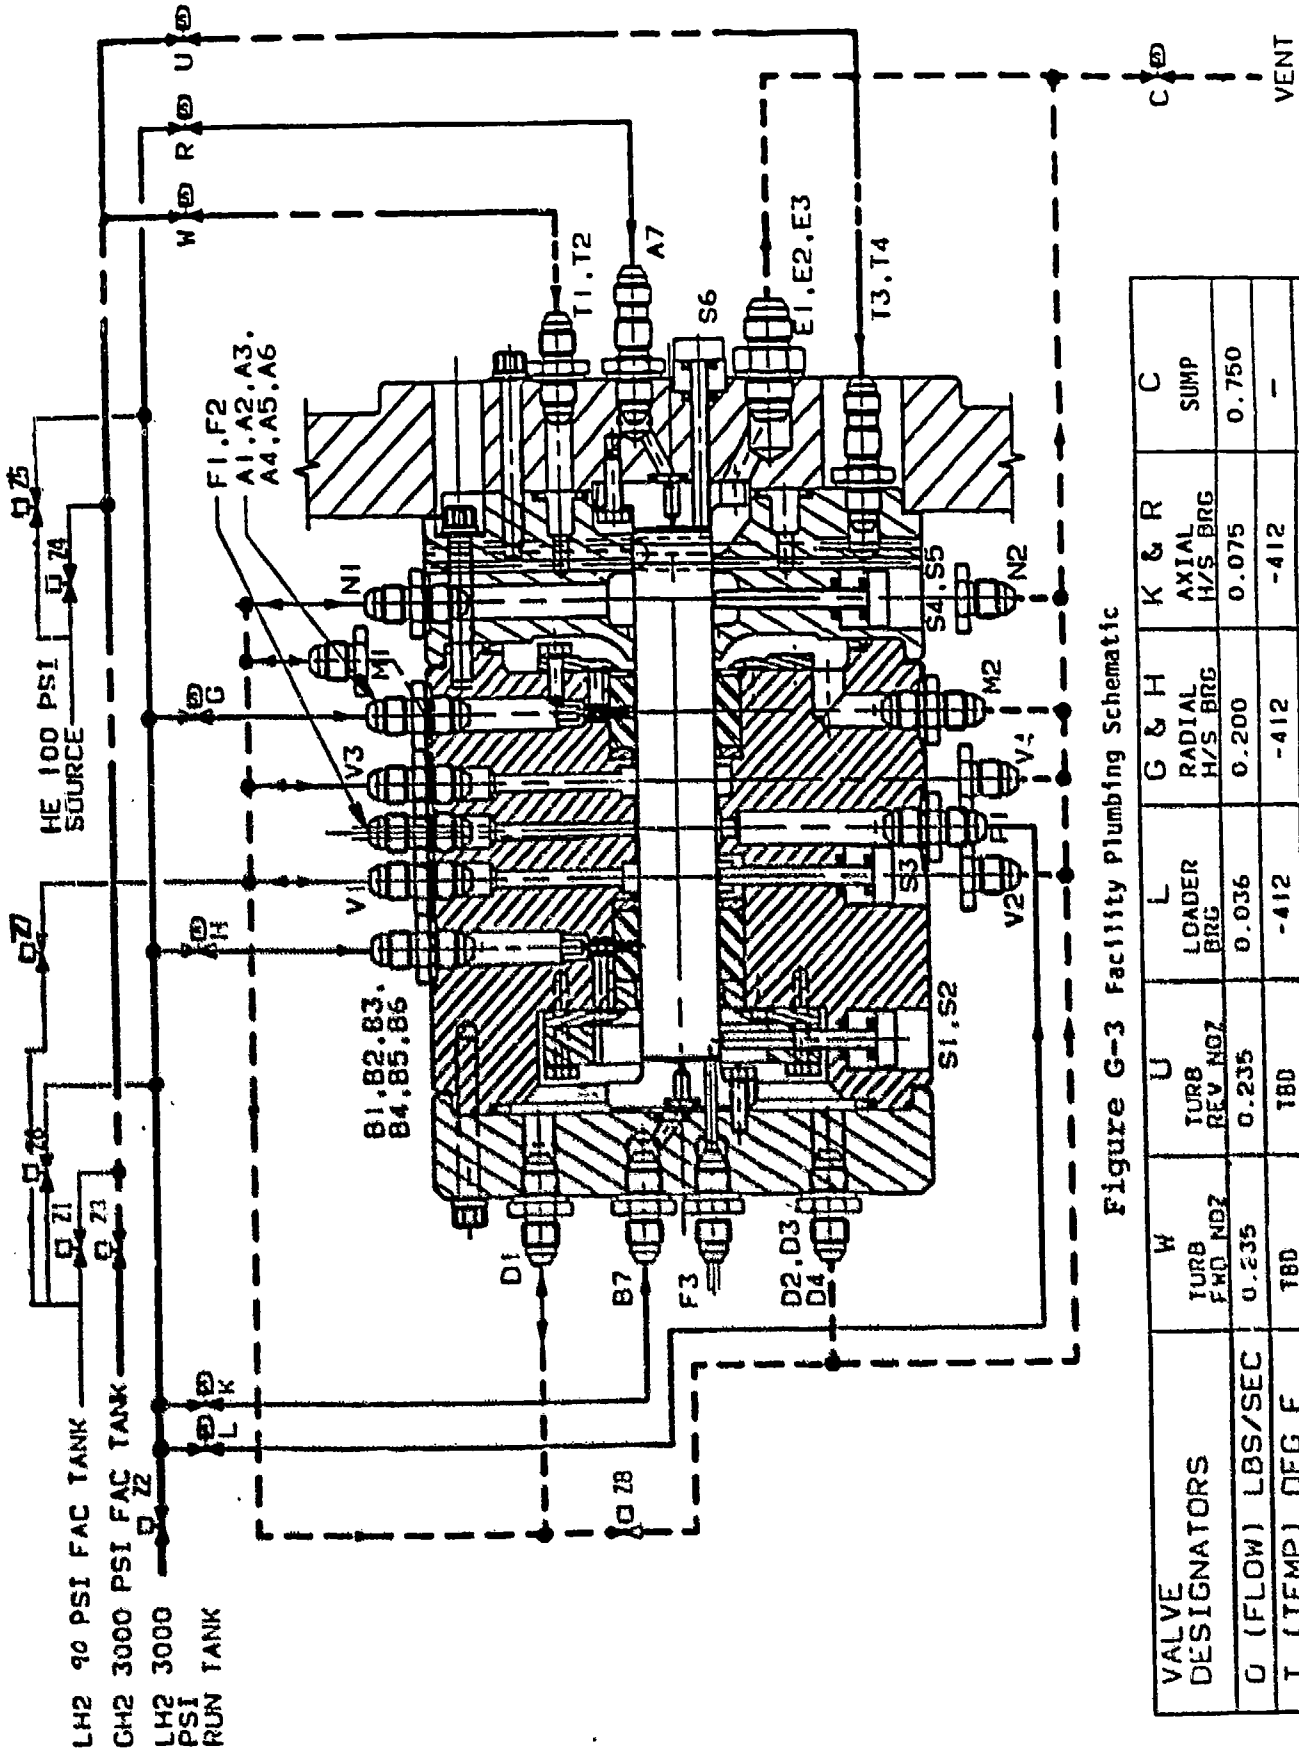 LH2 90 PSI FAC TANK
GH2 3000 PSI FAC TANK
LH2 3000
PSI
RUN TANK
HE 100 PSI
SOURCE
Z1
Z3
Z2
Z6
Z7
Z4
Z5
L
K
H
G
W
R
U
C
Z8
VENT
F1,F2
A1,A2,A3,
A4,A5,A6
B1,B2,B3,
B4,B5,B6
V1
V3
M1
N1
T1,T2
A7
S6
E1,E2,E3
T3,T4
D1
B7
F3
D2,D3
D4
S1,S2
S3
S4,S5
V2
V4
M2
N2
Figure G-3 Facility Plumbing Schematic
VALVE DESIGNATORS W U L G & H K & R C
TURB FWD NOZ TURB REV NOZ LOADER BRG RADIAL H/S BRG AXIAL H/S BRG SUMP
Q (FLOW) LBS/SEC 0.235 0.235 0.036 0.200 0.075 0.750
T (TEMP) DEG F TBD TBD -412 -412 -412 -